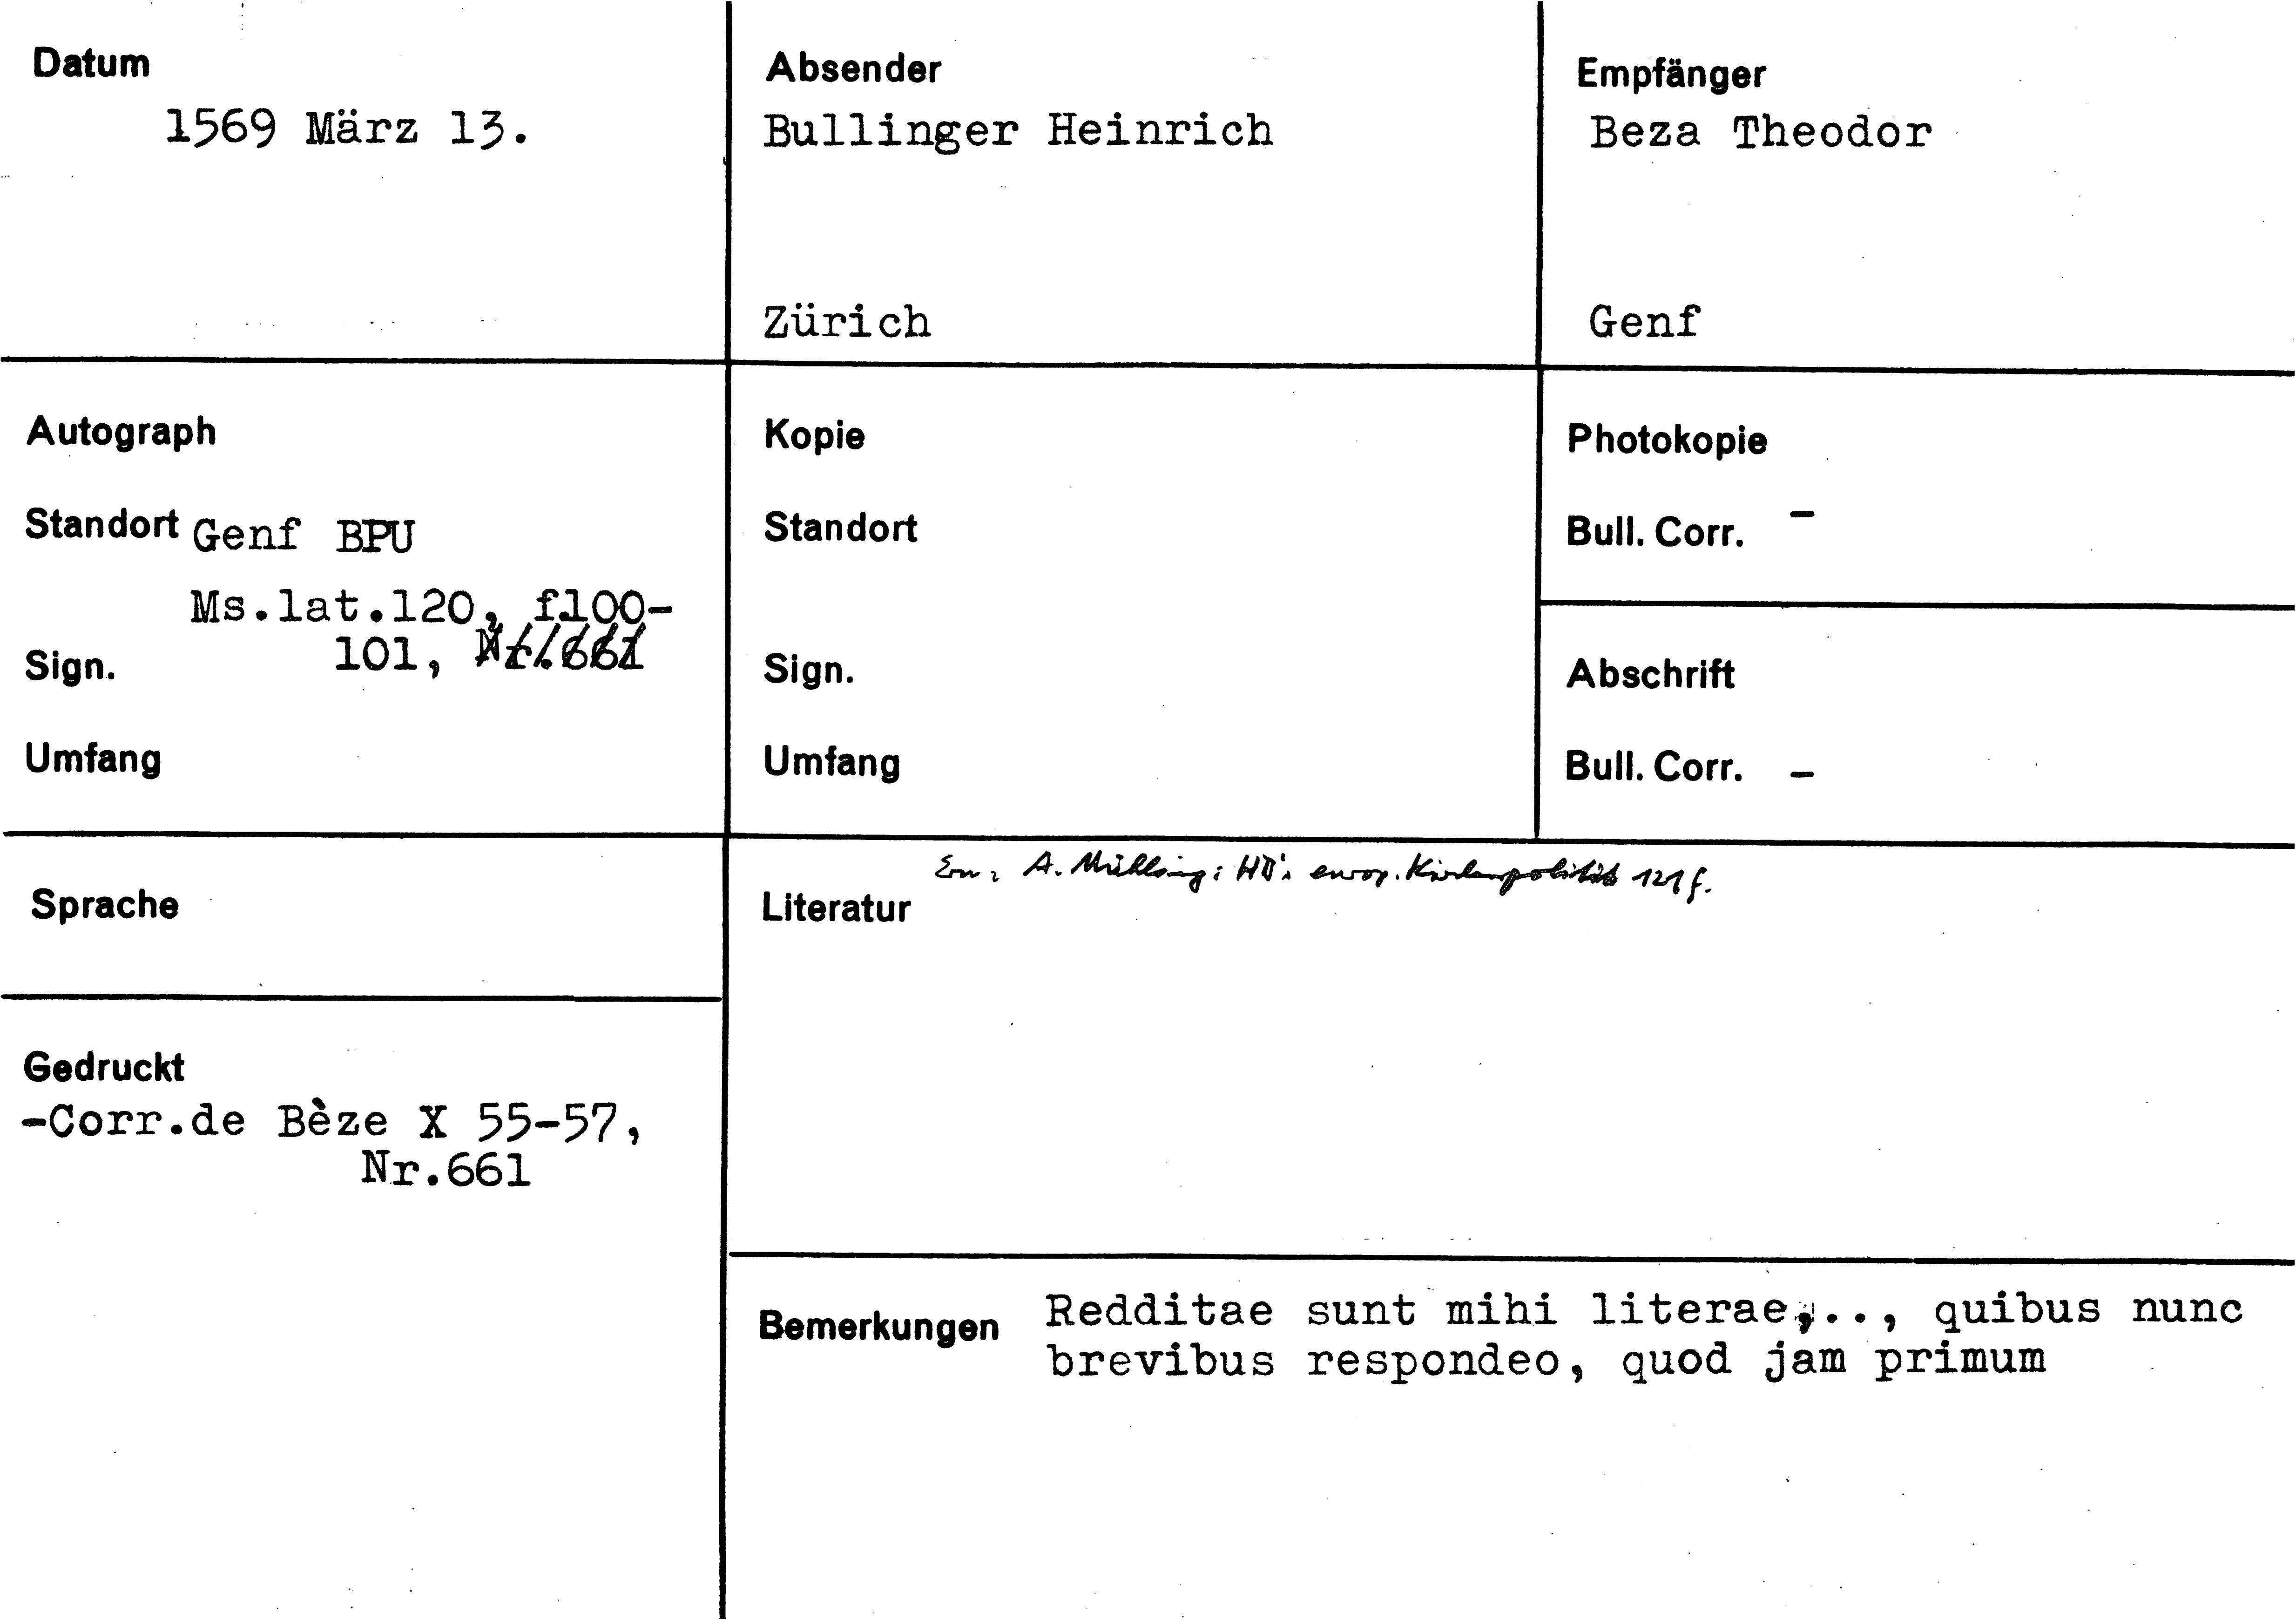 Datum
1569 März 13.
Absender
Bullinger Heinrich
Zürich
Empfänger
Beza Theodor
Genf
Autograph
Standort Genf BPU
Ms.lat.120, f.100-
Sign. 101, Nr.661
Umfang
Kopie
Standort
Sign.
Umfang
Photokopie
Bull. Corr. -
Abschrift
Bull. Corr. -
Sprache
Gedruckt
-Corr.de Bèze X 55-57,
Nr.661
A. Mühling: HB's europ. Kirchenpolitik 121 f.
Literatur
Bemerkungen Redditae sunt mihi literae,.., quibus nunc
brevibus respondeo, quod jam primum